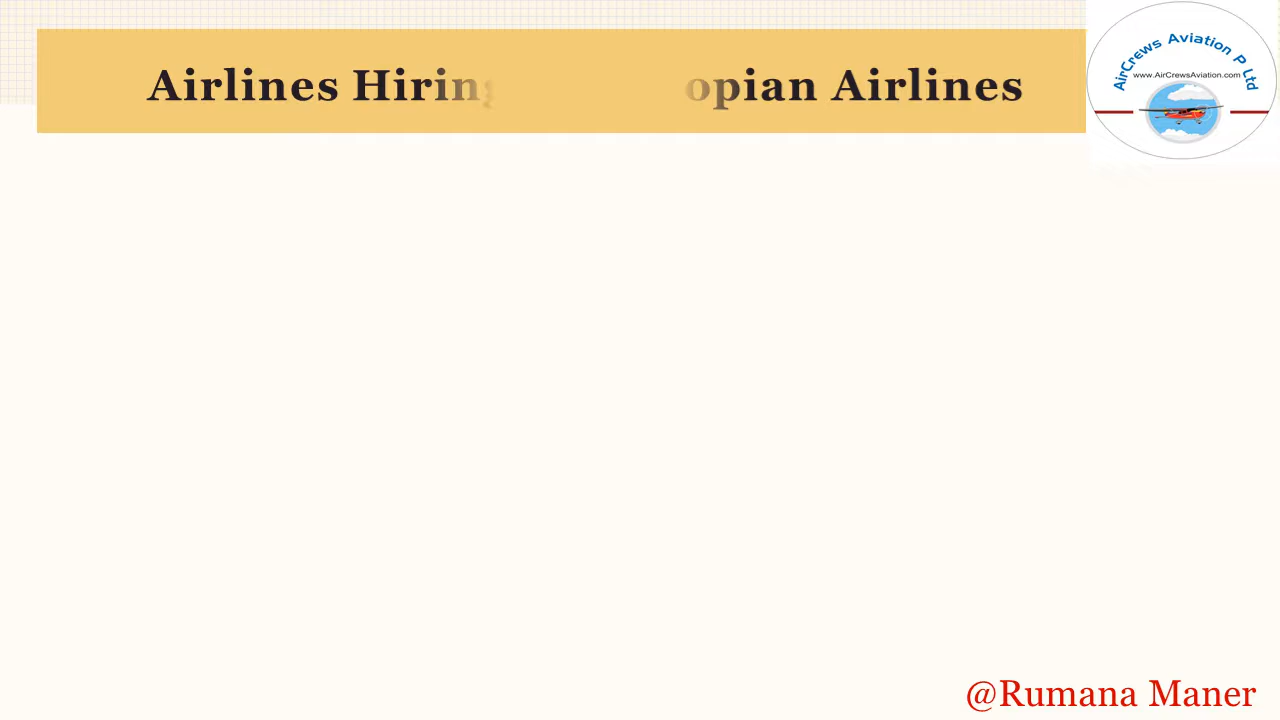 Airlines Hiring
Airlines
AirCrews Aviation P Ltd
www.AirCrewsAviation.com
@Rumana Maner